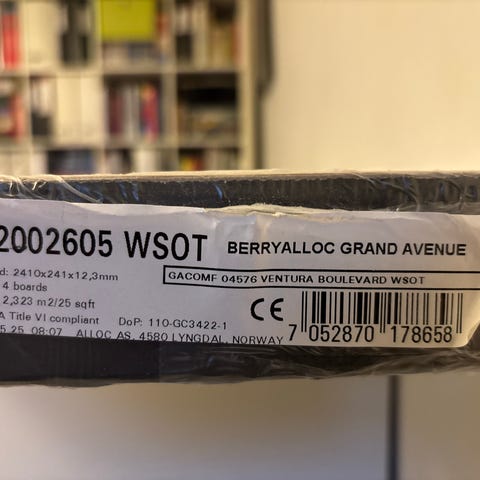 2002605 WSOT BERRYALLOC GRAND AVENUE
d: 2410x241x12,3mm
GACOMF 04576 VENTURA BOULEVARD WSOT
4 boards
2,323 m2/25 sqft
CE
A Title VI compliant DoP: 110-GC3422-1
5.25 08:07 ALLOC AS, 4580 LYNGDAL, NORWAY
7 052870 178658